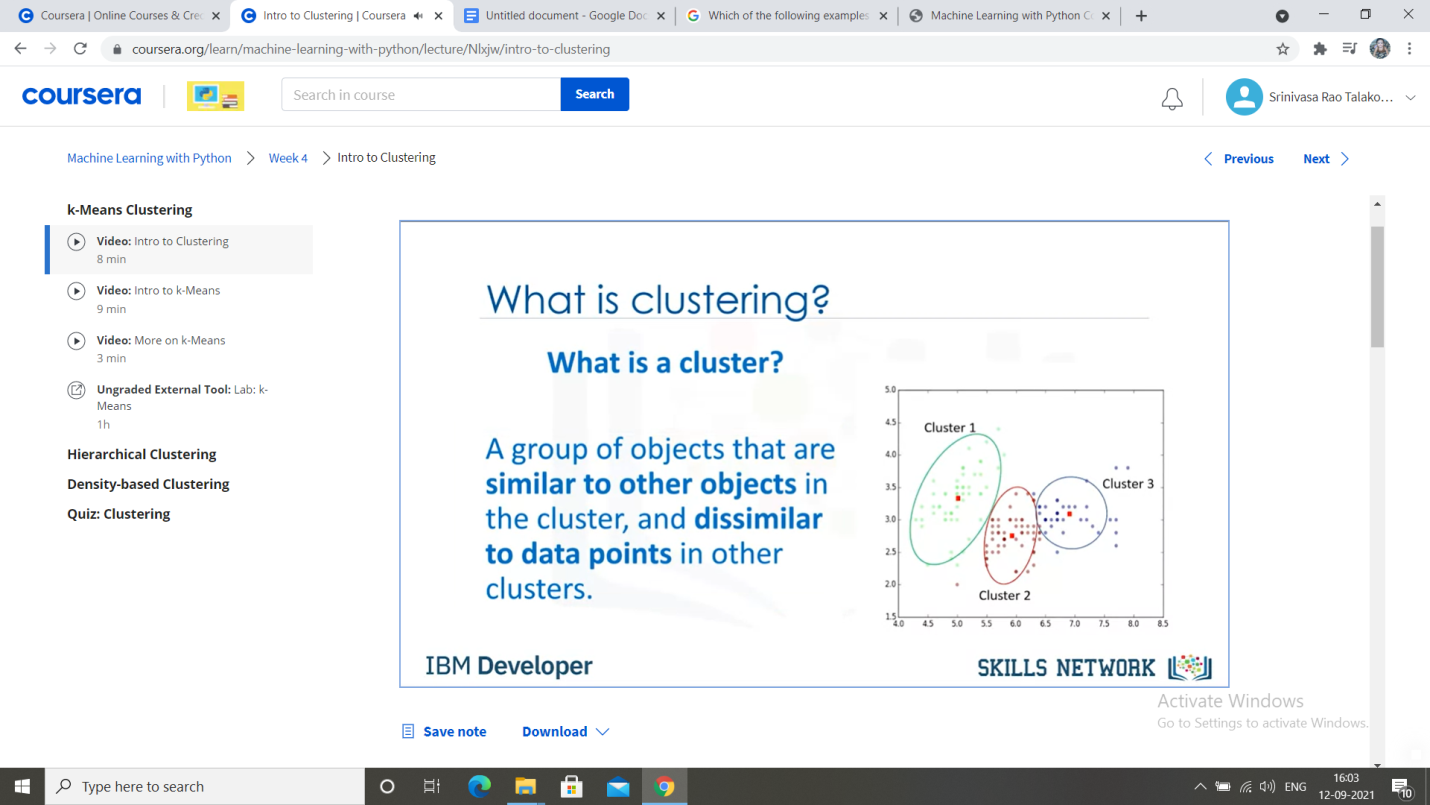 Coursera | Online Courses & Cre
Intro to Clustering | Coursera
Untitled document - Google Doc
Which of the following examples
Machine Learning with Python Co
coursera.org/learn/machine-learning-with-python/lecture/Nlxjw/intro-to-clustering
coursera
Search in course
Search
Srinivasa Rao Talako...
Machine Learning with Python > Week 4 > Intro to Clustering
Previous
Next
k-Means Clustering
Video: Intro to Clustering
8 min
Video: Intro to k-Means
9 min
Video: More on k-Means
3 min
Ungraded External Tool: Lab: k-
Means
1h
Hierarchical Clustering
Density-based Clustering
Quiz: Clustering
What is clustering?
What is a cluster?
A group of objects that are
similar to other objects in
the cluster, and dissimilar
to data points in other
clusters.
5.0
4.5
4.0
3.5
3.0
2.5
2.0
1.5
4.0 4.5 5.0 5.5 6.0 6.5 7.0 7.5 8.0 8.5
Cluster 1
Cluster 3
Cluster 2
IBM Developer
SKILLS NETWORK
Activate Windows
Go to Settings to activate Windows.
Save note
Download
Type here to search
ENG
16:03
12-09-2021
10